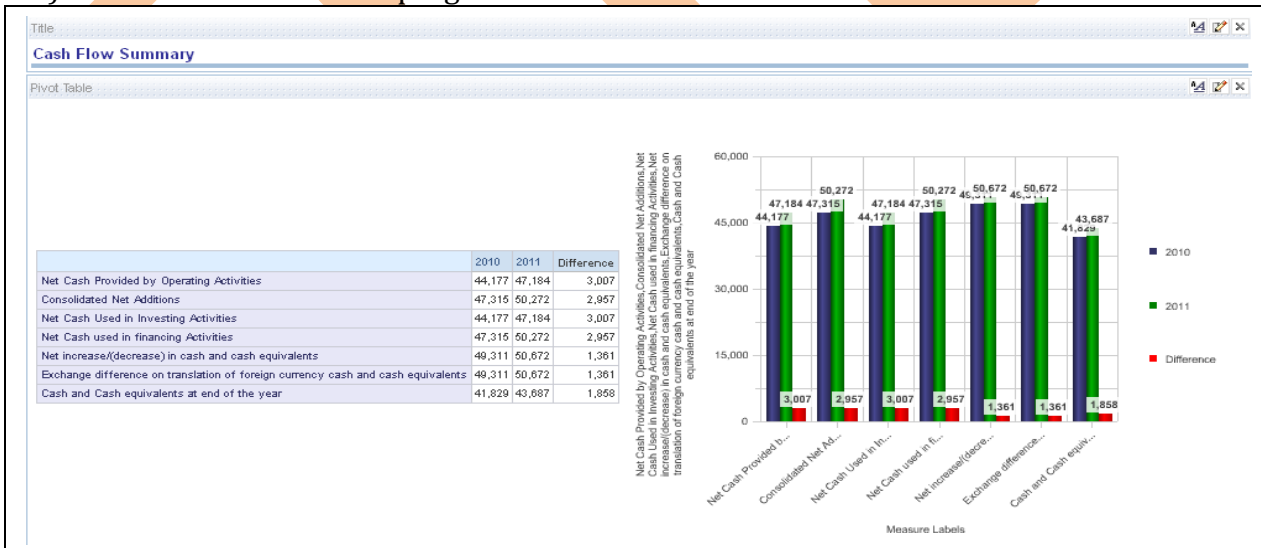 Title
Cash Flow Summary
Pivot Table
2010 2011 Difference
Net Cash Provided by Operating Activities 44,177 47,184 3,007
Consolidated Net Additions 47,315 50,272 2,957
Net Cash Used in Investing Activities 44,177 47,184 3,007
Net Cash used in financing Activities 47,315 50,272 2,957
Net increase/(decrease) in cash and cash equivalents 49,311 50,672 1,361
Exchange difference on translation of foreign currency cash and cash equivalents 49,311 50,672 1,361
Cash and Cash equivalents at end of the year 41,829 43,687 1,858
Net Cash Provided by Operating Activities,Consolidated Net Additions,Net
Cash Used in Investing Activities,Net Cash used in financing Activities,Net
increase/(decrease) in cash and cash equivalents,Exchange difference on
translation of foreign currency cash and cash equivalents,Cash and Cash
equivalents at end of the year
60,000
45,000
30,000
15,000
0
44,177 47,184 47,315 50,272 44,177 47,184 47,315 50,272 49,311 50,672 49,311 50,672 41,829 43,687
3,007 2,957 3,007 2,957 1,361 1,361 1,858
Net Cash Provided b...
Consolidated Net Ad...
Net Cash Used in In...
Net Cash used in fi...
Net increase/(decre...
Exchange difference...
Cash and Cash equiv...
Measure Labels
2010
2011
Difference